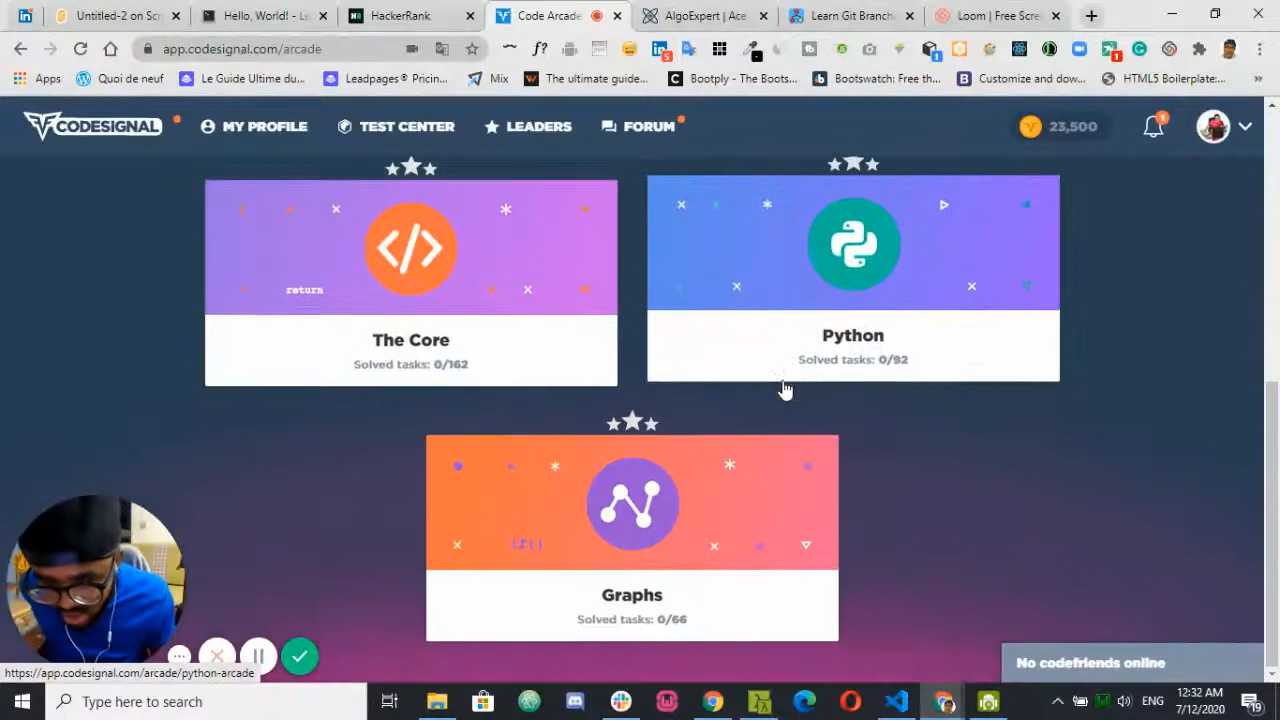 Untitled-2 on Scr
Hello, World! - Le
HackerRank
Code Arcade
AlgoExpert | Ace
Learn Git Branch
Loom | Free Scre
app.codesignal.com/arcade
Apps
Quoi de neuf
Le Guide Ultime du...
Leadpages® Pricin...
Mix
The ultimate guide...
Bootply - The Boots...
Bootswatch: Free th...
Customize and dow...
HTML5 Boilerplate:...
CODESIGNAL
MY PROFILE
TEST CENTER
LEADERS
FORUM
1
23,500
return
The Core
Solved tasks: 0/162
Python
Solved tasks: 0/92
Graphs
Solved tasks: 0/66
No codefriends online
https://app.codesignal.com/arcade/python-arcade
Type here to search
ENG
12:32 AM
7/12/2020
19